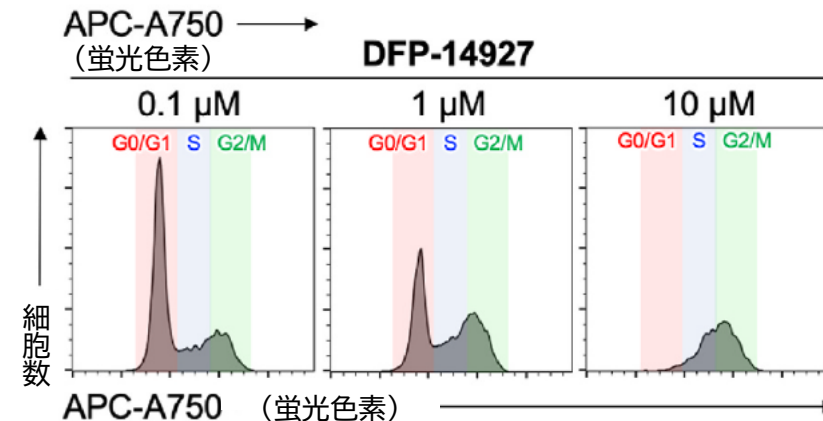 APC-A750
（蛍光色素）
DFP-14927
0.1 µM
1 µM
10 µM
G0/G1 S G2/M
G0/G1 S G2/M
G0/G1 S G2/M
細胞数
APC-A750 （蛍光色素）